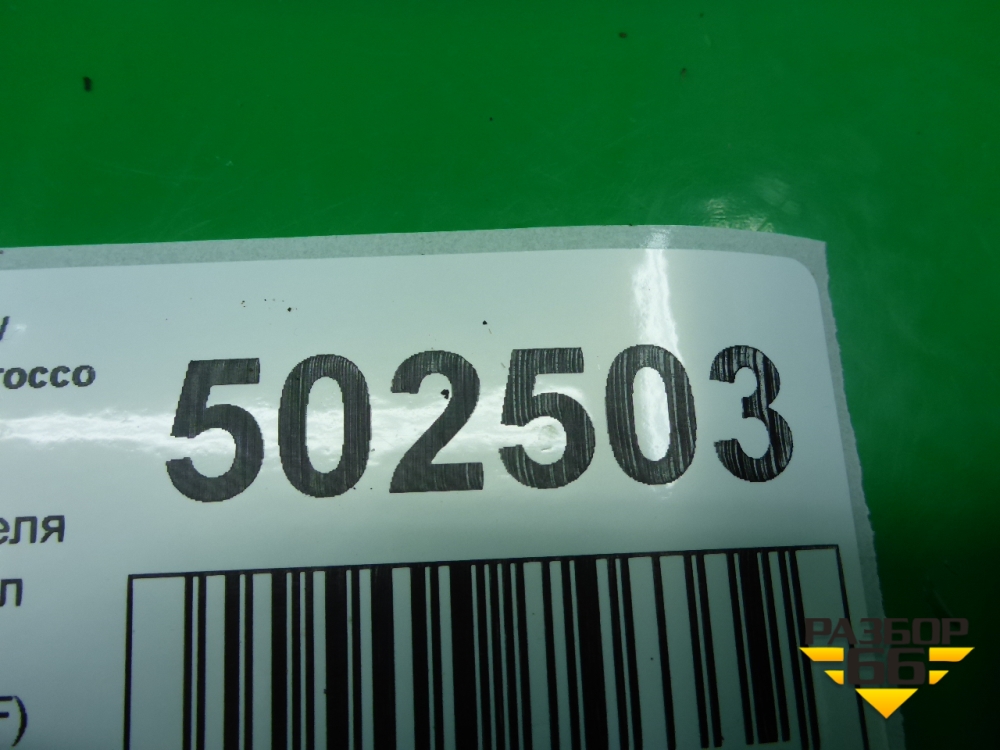 rocco
502503
еля
л
F)
РАЗБОР
66